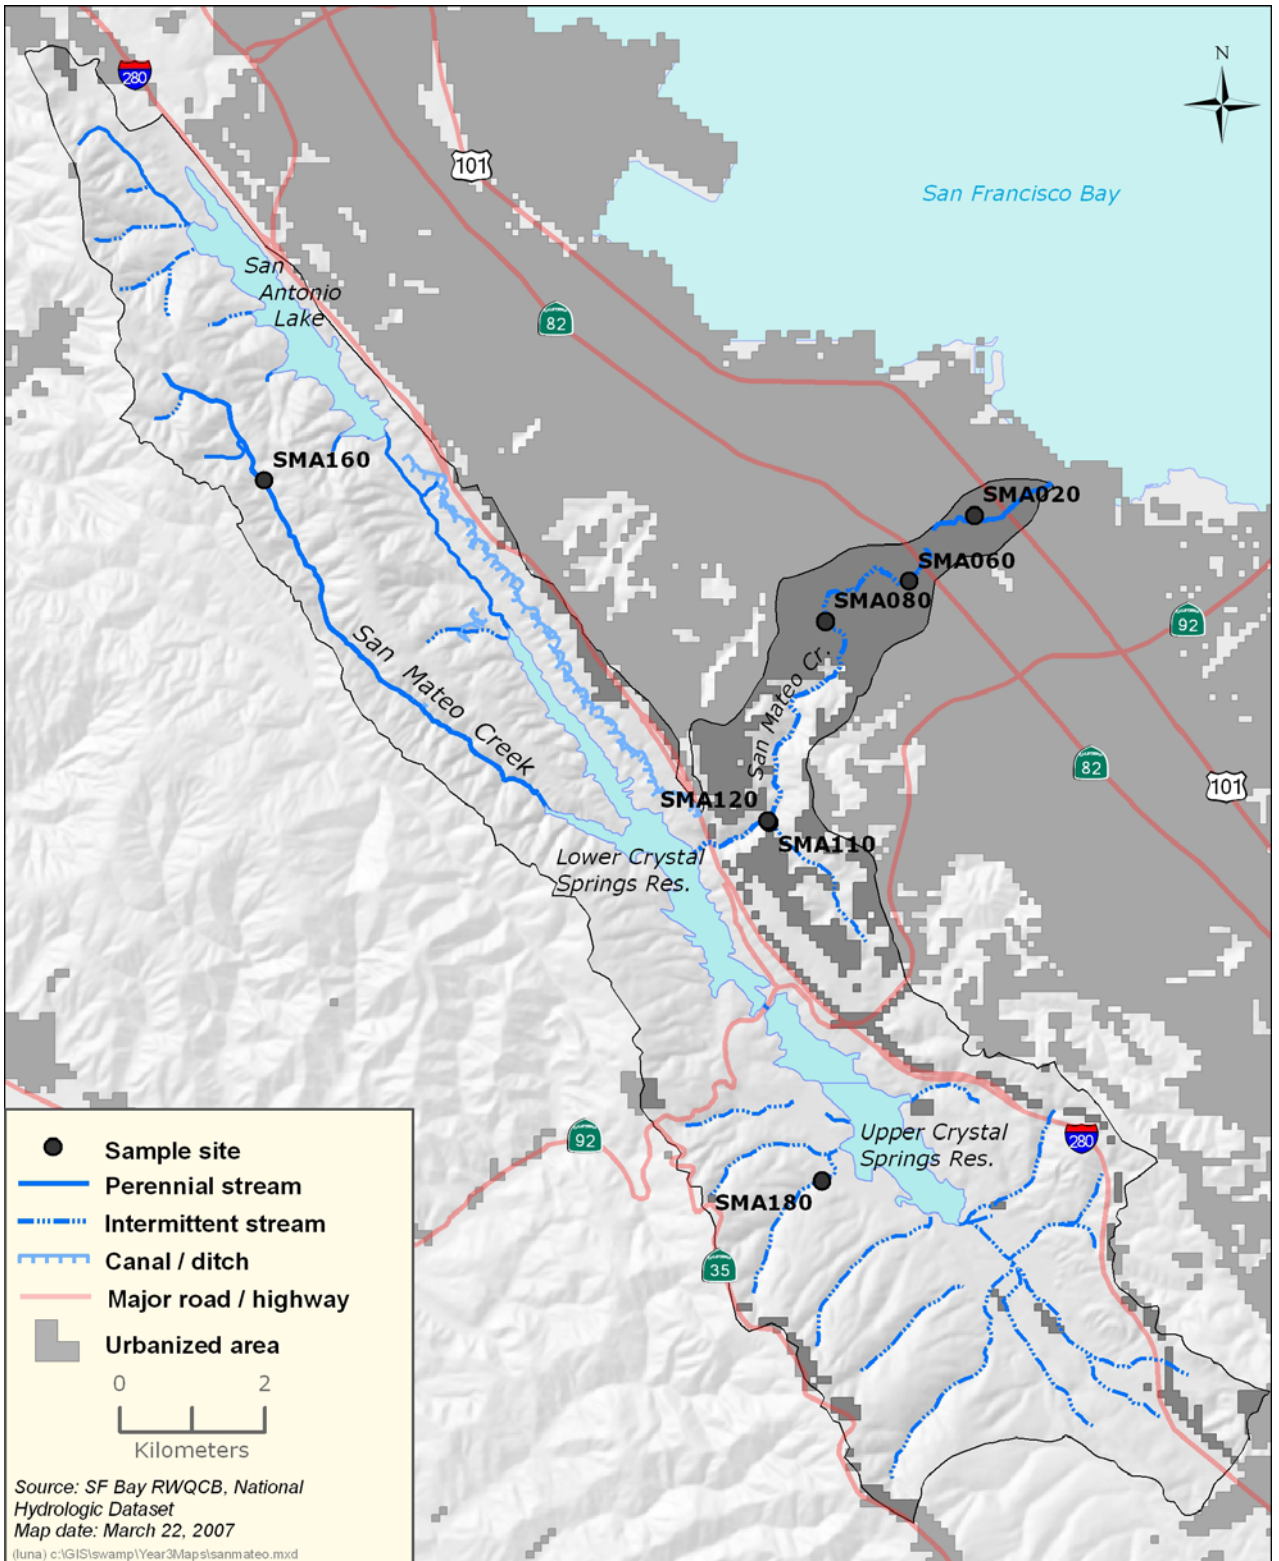 N
280
101
San Francisco Bay
San
Antonio
Lake
82
SMA160
SMA020
SMA060
SMA080
92
San Mateo Cr.
San Mateo Creek
82
101
SMA120
SMA110
Lower Crystal
Springs Res.
92
280
Upper Crystal
Springs Res.
SMA180
35
Sample site
Perennial stream
Intermittent stream
Canal / ditch
Major road / highway
Urbanized area
0 2
Kilometers
Source: SF Bay RWQCB, National
Hydrologic Dataset
Map date: March 22, 2007
(luna) c:\GIS\swamp\Year3Maps\sanmateo.mxd